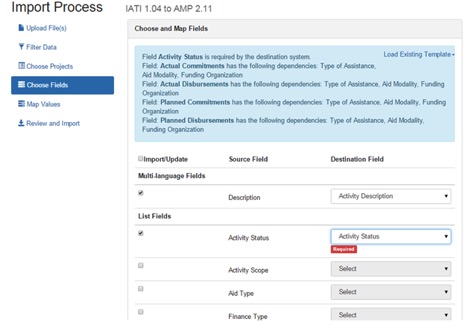 Import Process
IATI 1.04 to AMP 2.11
Upload File(s)
Filter Data
Choose Projects
Choose Fields
Map Values
Review and Import
Choose and Map Fields
Load Existing Template
Field Activity Status is required by the destination system.
Field: Actual Commitments has the following dependencies: Type of Assistance,
Aid Modality, Funding Organization
Field: Actual Disbursements has the following dependencies: Type of Assistance, Aid Modality, Funding
Organization
Field: Planned Commitments has the following dependencies: Type of Assistance, Aid Modality, Funding
Organization
Field: Planned Disbursements has the following dependencies: Type of Assistance, Aid Modality,
Funding Organization
Import/Update Source Field Destination Field
Multi-language Fields
Description Activity Description
List Fields
Activity Status Activity Status
Required
Activity Scope Select
Aid Type Select
Finance Type Select